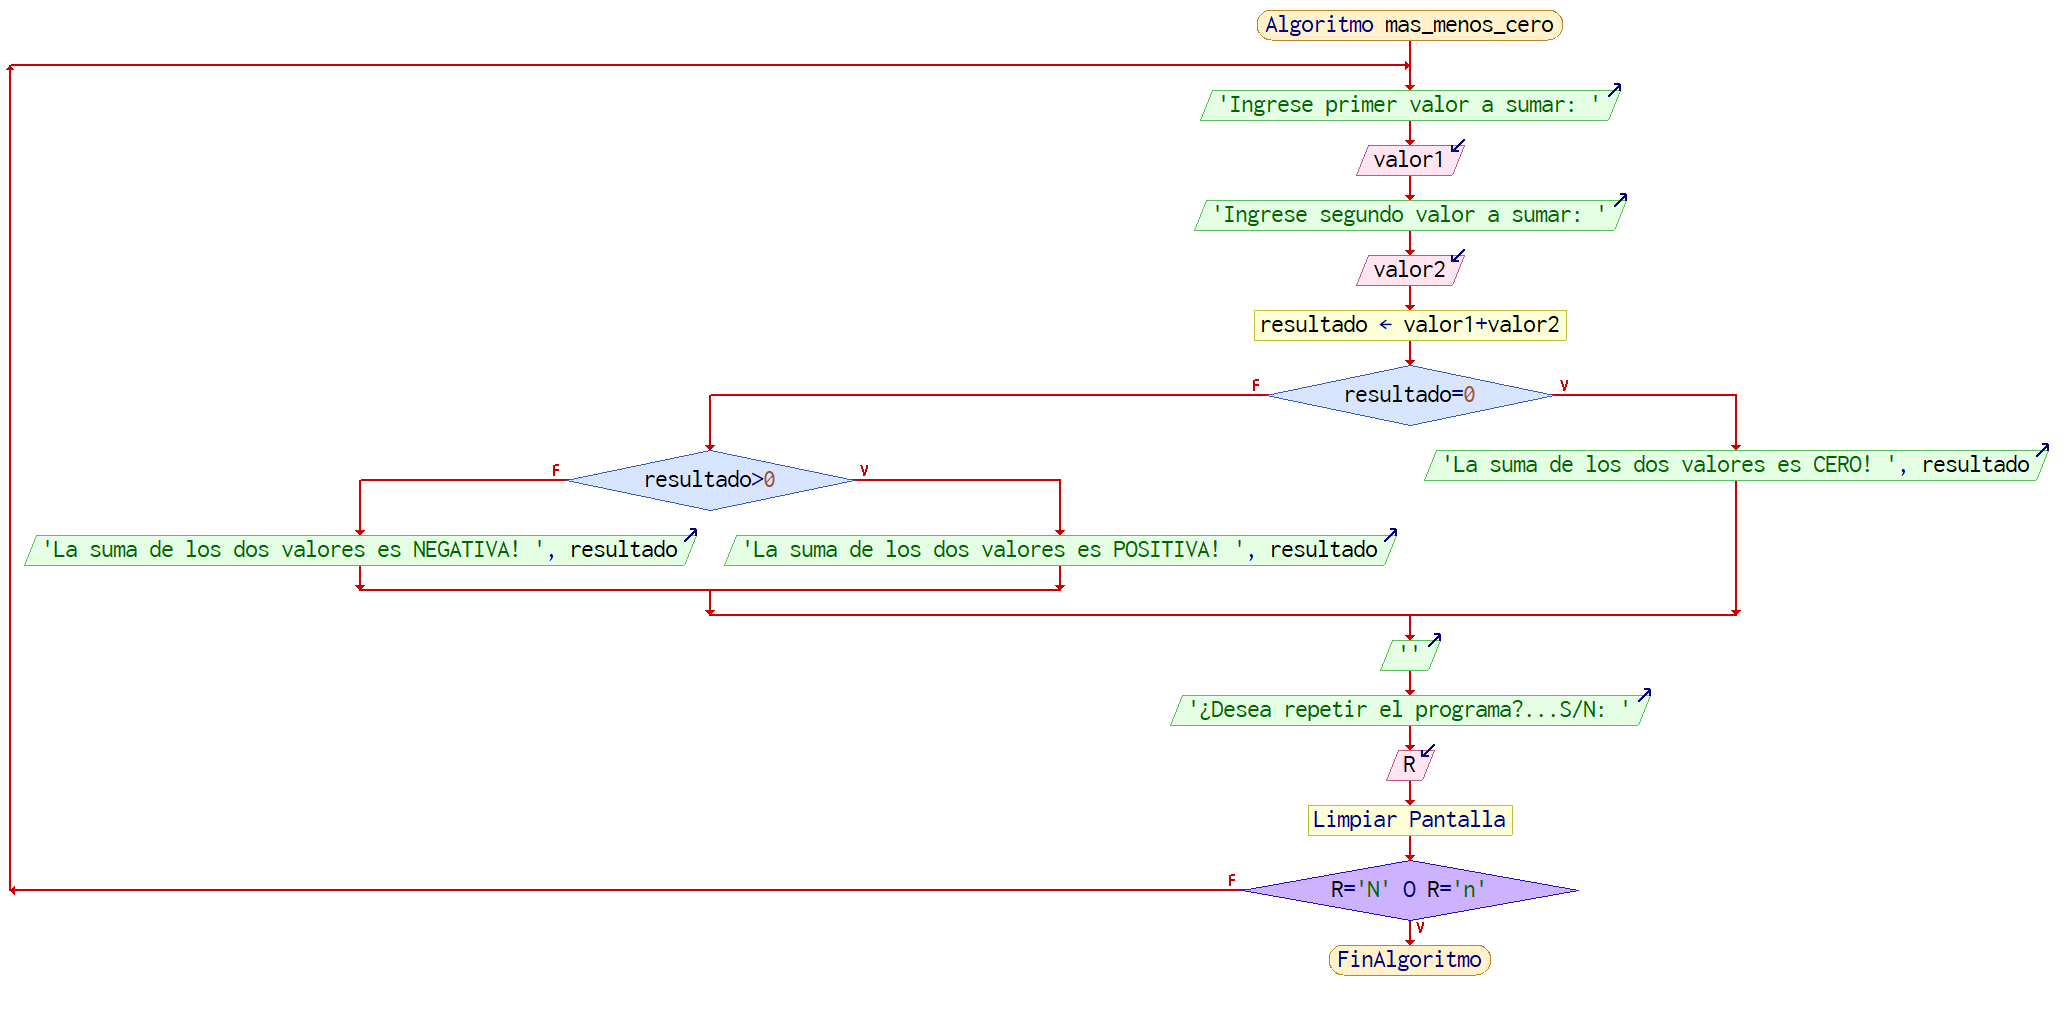 Algoritmo mas_menos_cero
'Ingrese primer valor a sumar: '
valor1
'Ingrese segundo valor a sumar: '
valor2
resultado ← valor1+valor2
F
resultado=0
V
F
resultado>0
V
'La suma de los dos valores es CERO! ', resultado
'La suma de los dos valores es NEGATIVA! ', resultado
'La suma de los dos valores es POSITIVA! ', resultado
''
'¿Desea repetir el programa?...S/N: '
R
Limpiar Pantalla
F
R='N' O R='n'
V
FinAlgoritmo